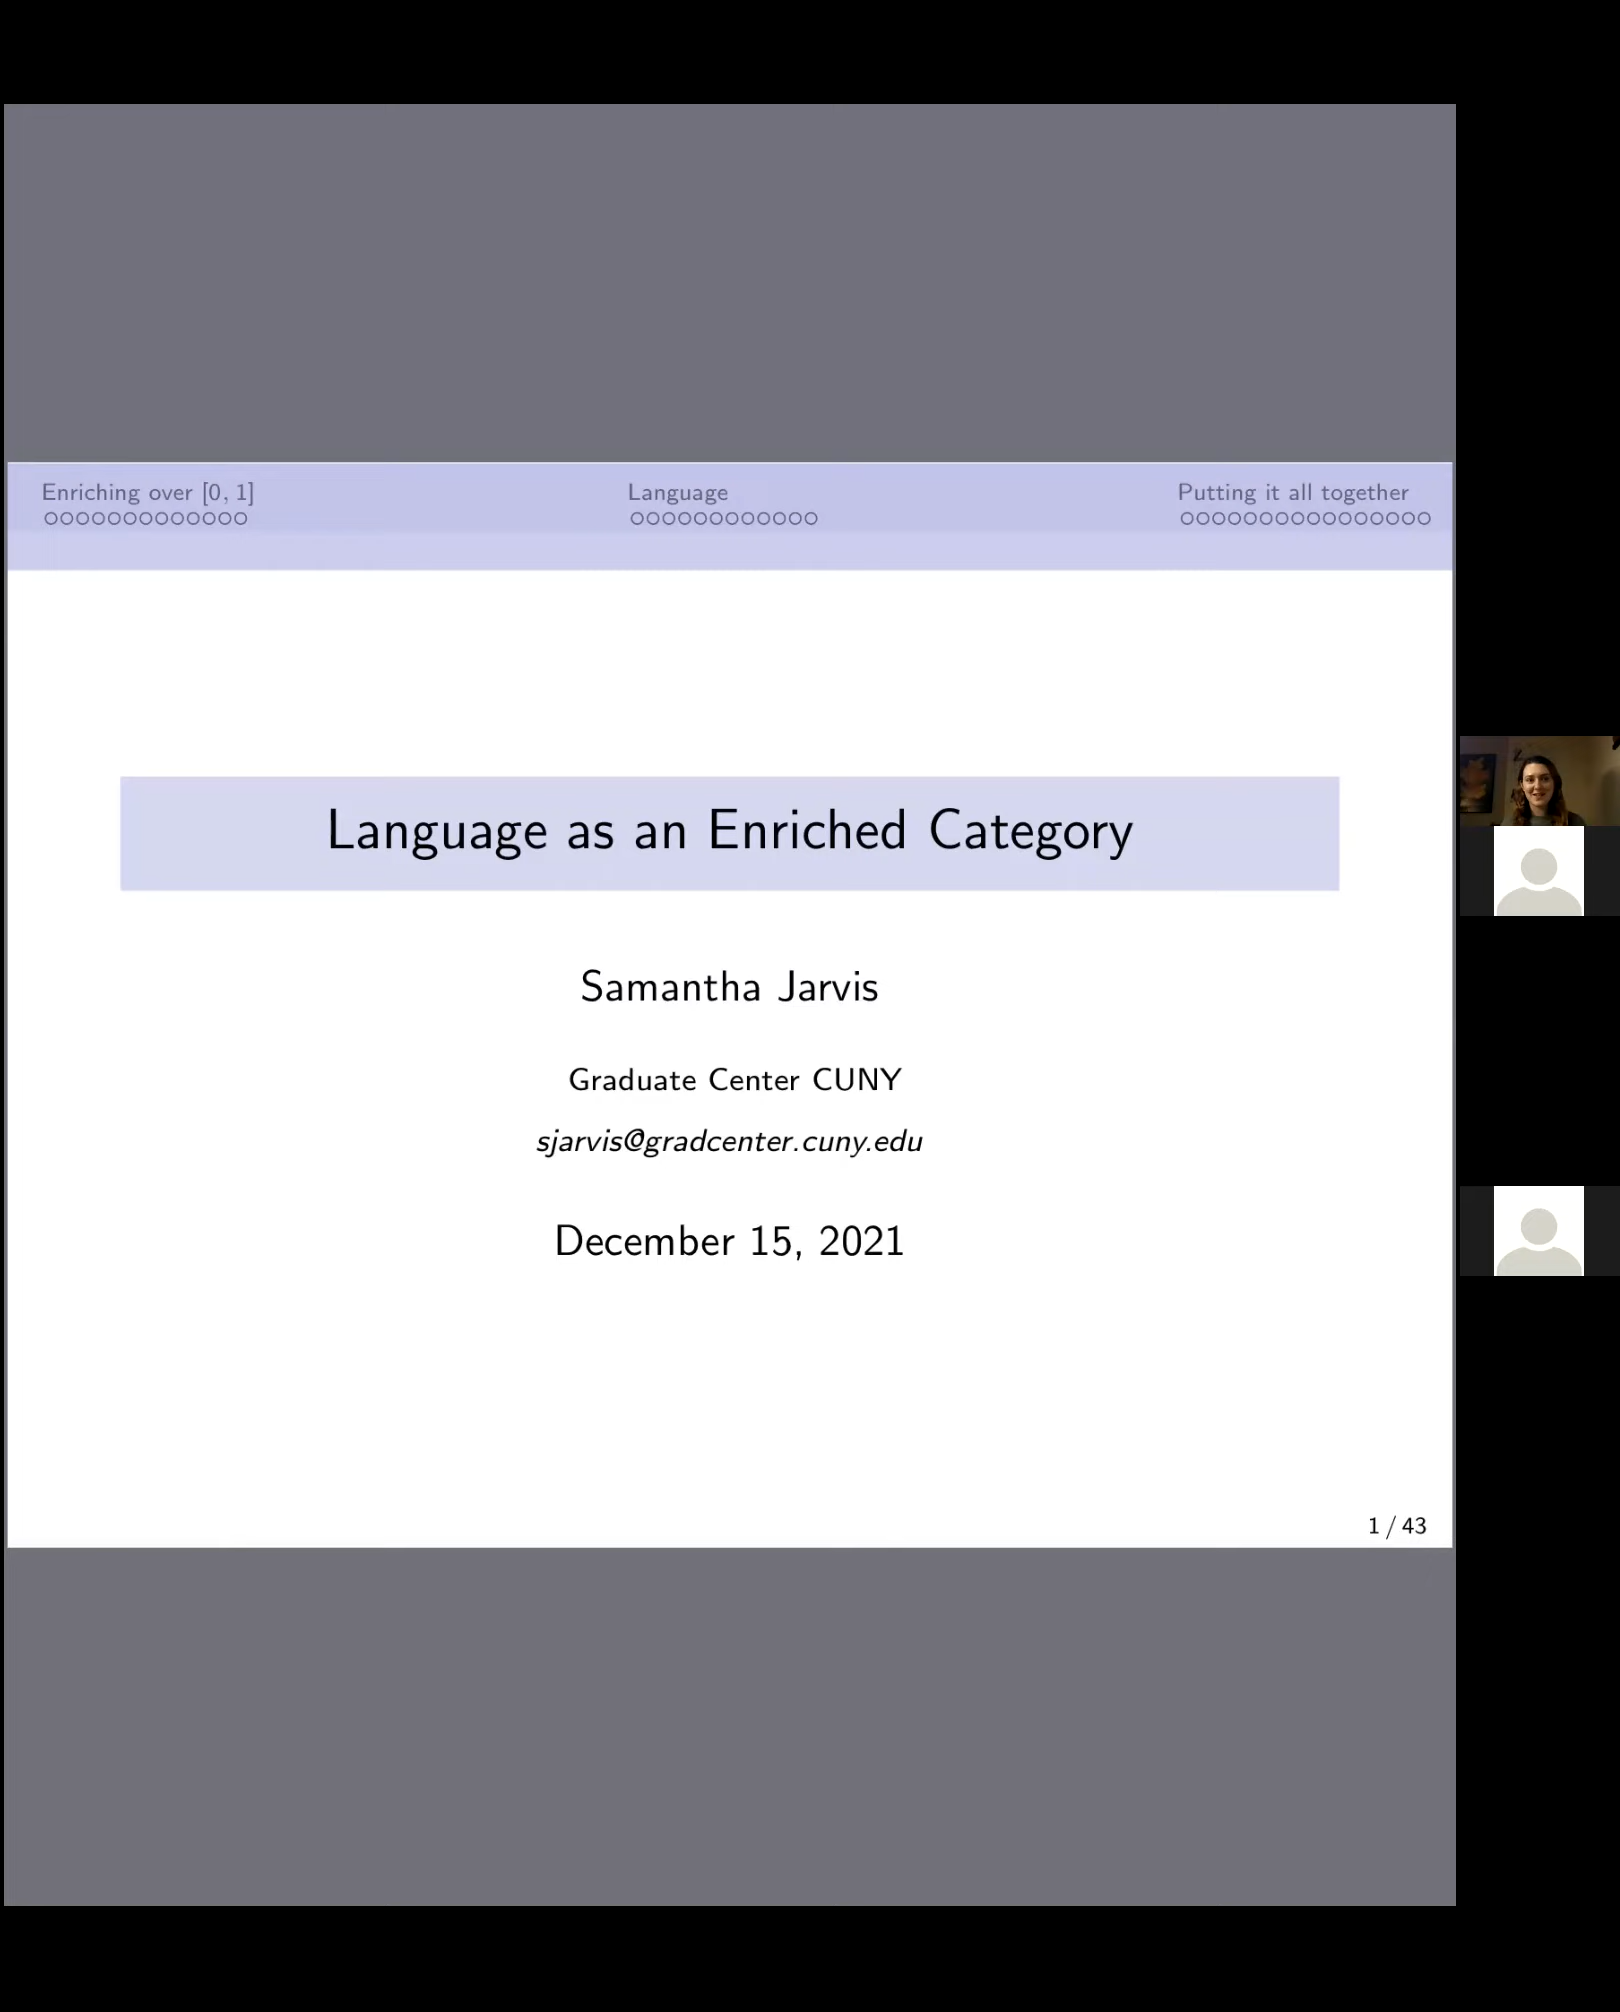 Enriching over [0, 1]
Language
Putting it all together
Language as an Enriched Category
Samantha Jarvis
Graduate Center CUNY
sjarvis@gradcenter.cuny.edu
December 15, 2021
1 / 43